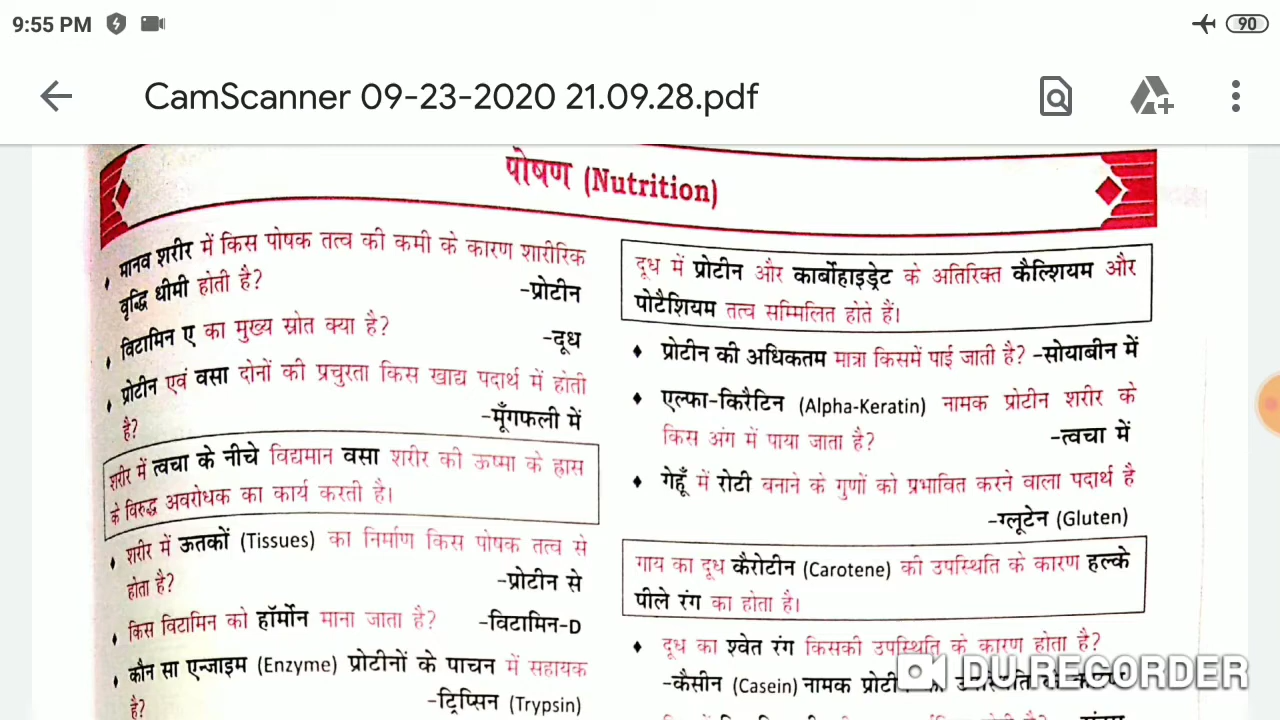 9:55 PM
90
CamScanner 09-23-2020 21.09.28.pdf
पोषण (Nutrition)
♦ मानव शरीर में किस पोषक तत्व की कमी के कारण शारीरिक
वृद्धि धीमी होती है?
-प्रोटीन
♦ विटामिन ए का मुख्य स्रोत क्या है?
-दूध
♦ प्रोटीन एवं वसा दोनों की प्रचुरता किस खाद्य पदार्थ में होती
है?
-मूँगफली में
शरीर में त्वचा के नीचे विद्यमान वसा शरीर की ऊष्मा के ह्रास
के विरुद्ध अवरोधक का कार्य करती है।
♦ शरीर में ऊतकों (Tissues) का निर्माण किस पोषक तत्व से
होता है?
-प्रोटीन से
♦ किस विटामिन को हॉर्मोन माना जाता है? -विटामिन-D
♦ कौन सा एन्जाइम (Enzyme) प्रोटीनों के पाचन में सहायक
है?
-ट्रिप्सिन (Trypsin)
दूध में प्रोटीन और कार्बोहाइड्रेट के अतिरिक्त कैल्शियम और
पोटैशियम तत्व सम्मिलित होते हैं।
♦ प्रोटीन की अधिकतम मात्रा किसमें पाई जाती है? -सोयाबीन में
♦ एल्फा-किरैटिन (Alpha-Keratin) नामक प्रोटीन शरीर के
किस अंग में पाया जाता है?
-त्वचा में
♦ गेहूँ में रोटी बनाने के गुणों को प्रभावित करने वाला पदार्थ है
-ग्लूटेन (Gluten)
गाय का दूध कैरोटीन (Carotene) की उपस्थिति के कारण हल्के
पीले रंग का होता है।
♦ दूध का श्वेत रंग किसकी उपस्थिति के कारण होता है?
-कैसीन (Casein) नामक
DU RECORDER